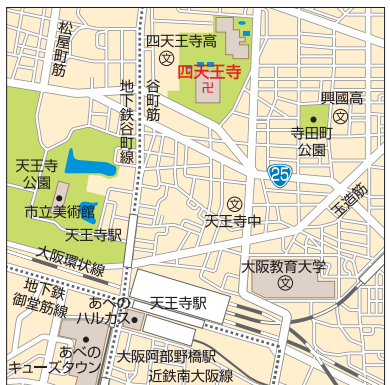 松屋町筋
四天王寺高
文
四天王寺
卍
地下鉄谷町線
谷町筋
興國高
文
寺田町
公園
天王寺
公園
25
玉造筋
市立美術館
文
天王寺中
天王寺駅
大阪環状線
大阪教育大学
文
地下鉄
御堂筋線
あべの
ハルカス
天王寺駅
あべの
キューズタウン
大阪阿部野橋駅
近鉄南大阪線